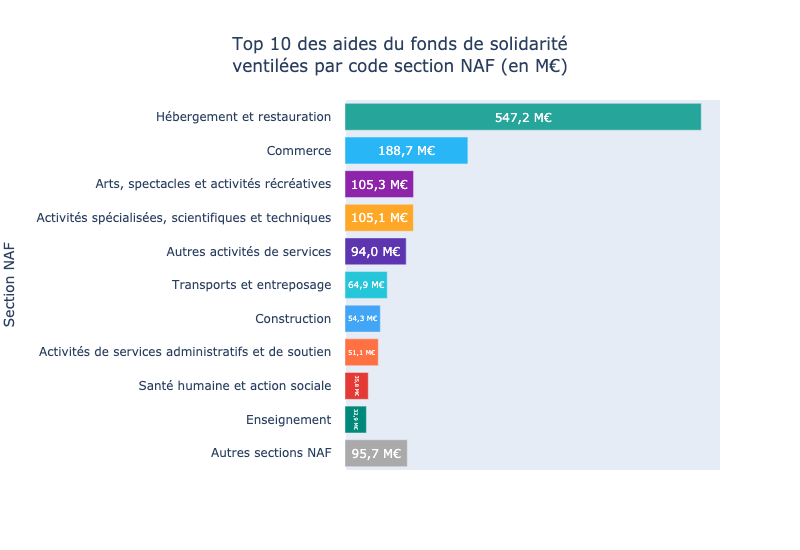 Top 10 des aides du fonds de solidarité
ventilées par code section NAF (en M€)
Section NAF
Hébergement et restauration
547,2 M€
Commerce
188,7 M€
Arts, spectacles et activités récréatives
105,3 M€
Activités spécialisées, scientifiques et techniques
105,1 M€
Autres activités de services
94,0 M€
Transports et entreposage
64,9 M€
Construction
54,3 M€
Activités de services administratifs et de soutien
51,1 M€
Santé humaine et action sociale
M€
Enseignement
32,9 M€
Autres sections NAF
95,7 M€